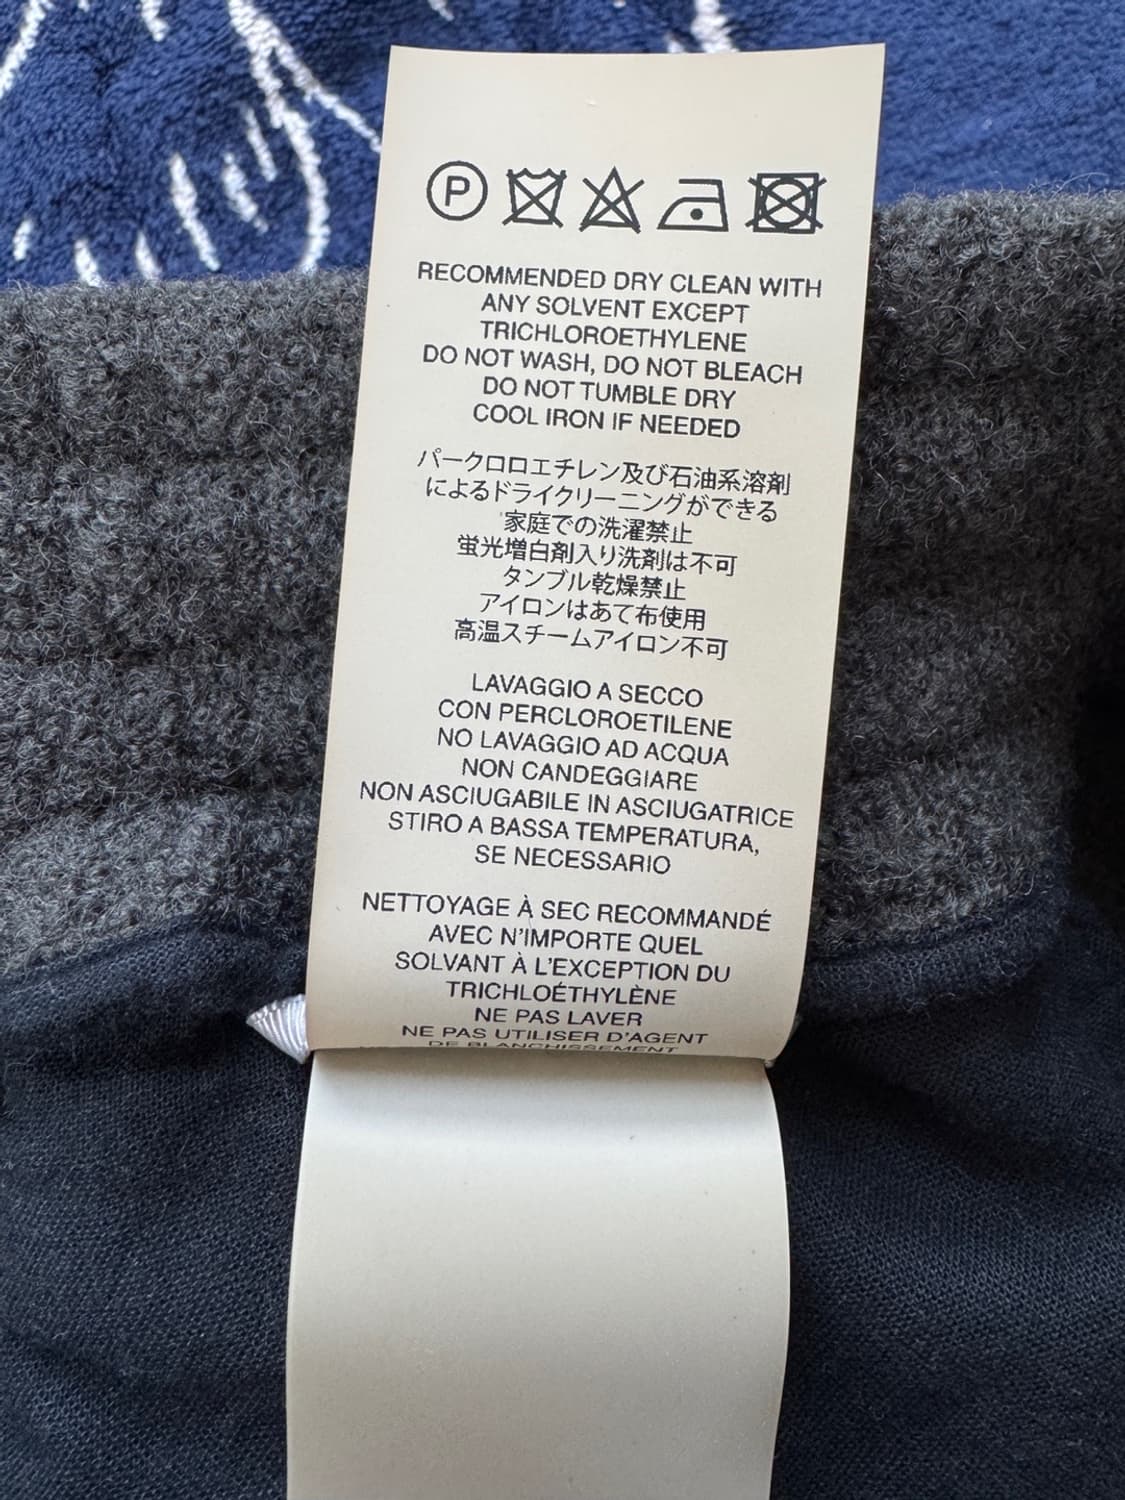 P
RECOMMENDED DRY CLEAN WITH
ANY SOLVENT EXCEPT
TRICHLOROETHYLENE
DO NOT WASH, DO NOT BLEACH
DO NOT TUMBLE DRY
COOL IRON IF NEEDED
パークロロエチレン及び石油系溶剤
によるドライクリーニングができる
家庭での洗濯禁止
蛍光増白剤入り洗剤は不可
タンブル乾燥禁止
アイロンはあて布使用
高温スチームアイロン不可
LAVAGGIO A SECCO
CON PERCLOROETILENE
NO LAVAGGIO AD ACQUA
NON CANDEGGIARE
NON ASCIUGABILE IN ASCIUGATRICE
STIRO A BASSA TEMPERATURA,
SE NECESSARIO
NETTOYAGE À SEC RECOMMANDÉ
AVEC N'IMPORTE QUEL
SOLVANT À L'EXCEPTION DU
TRICHLOÉTHYLÈNE
NE PAS LAVER
NE PAS UTILISER D'AGENT
DE BLANCHISSEMENT